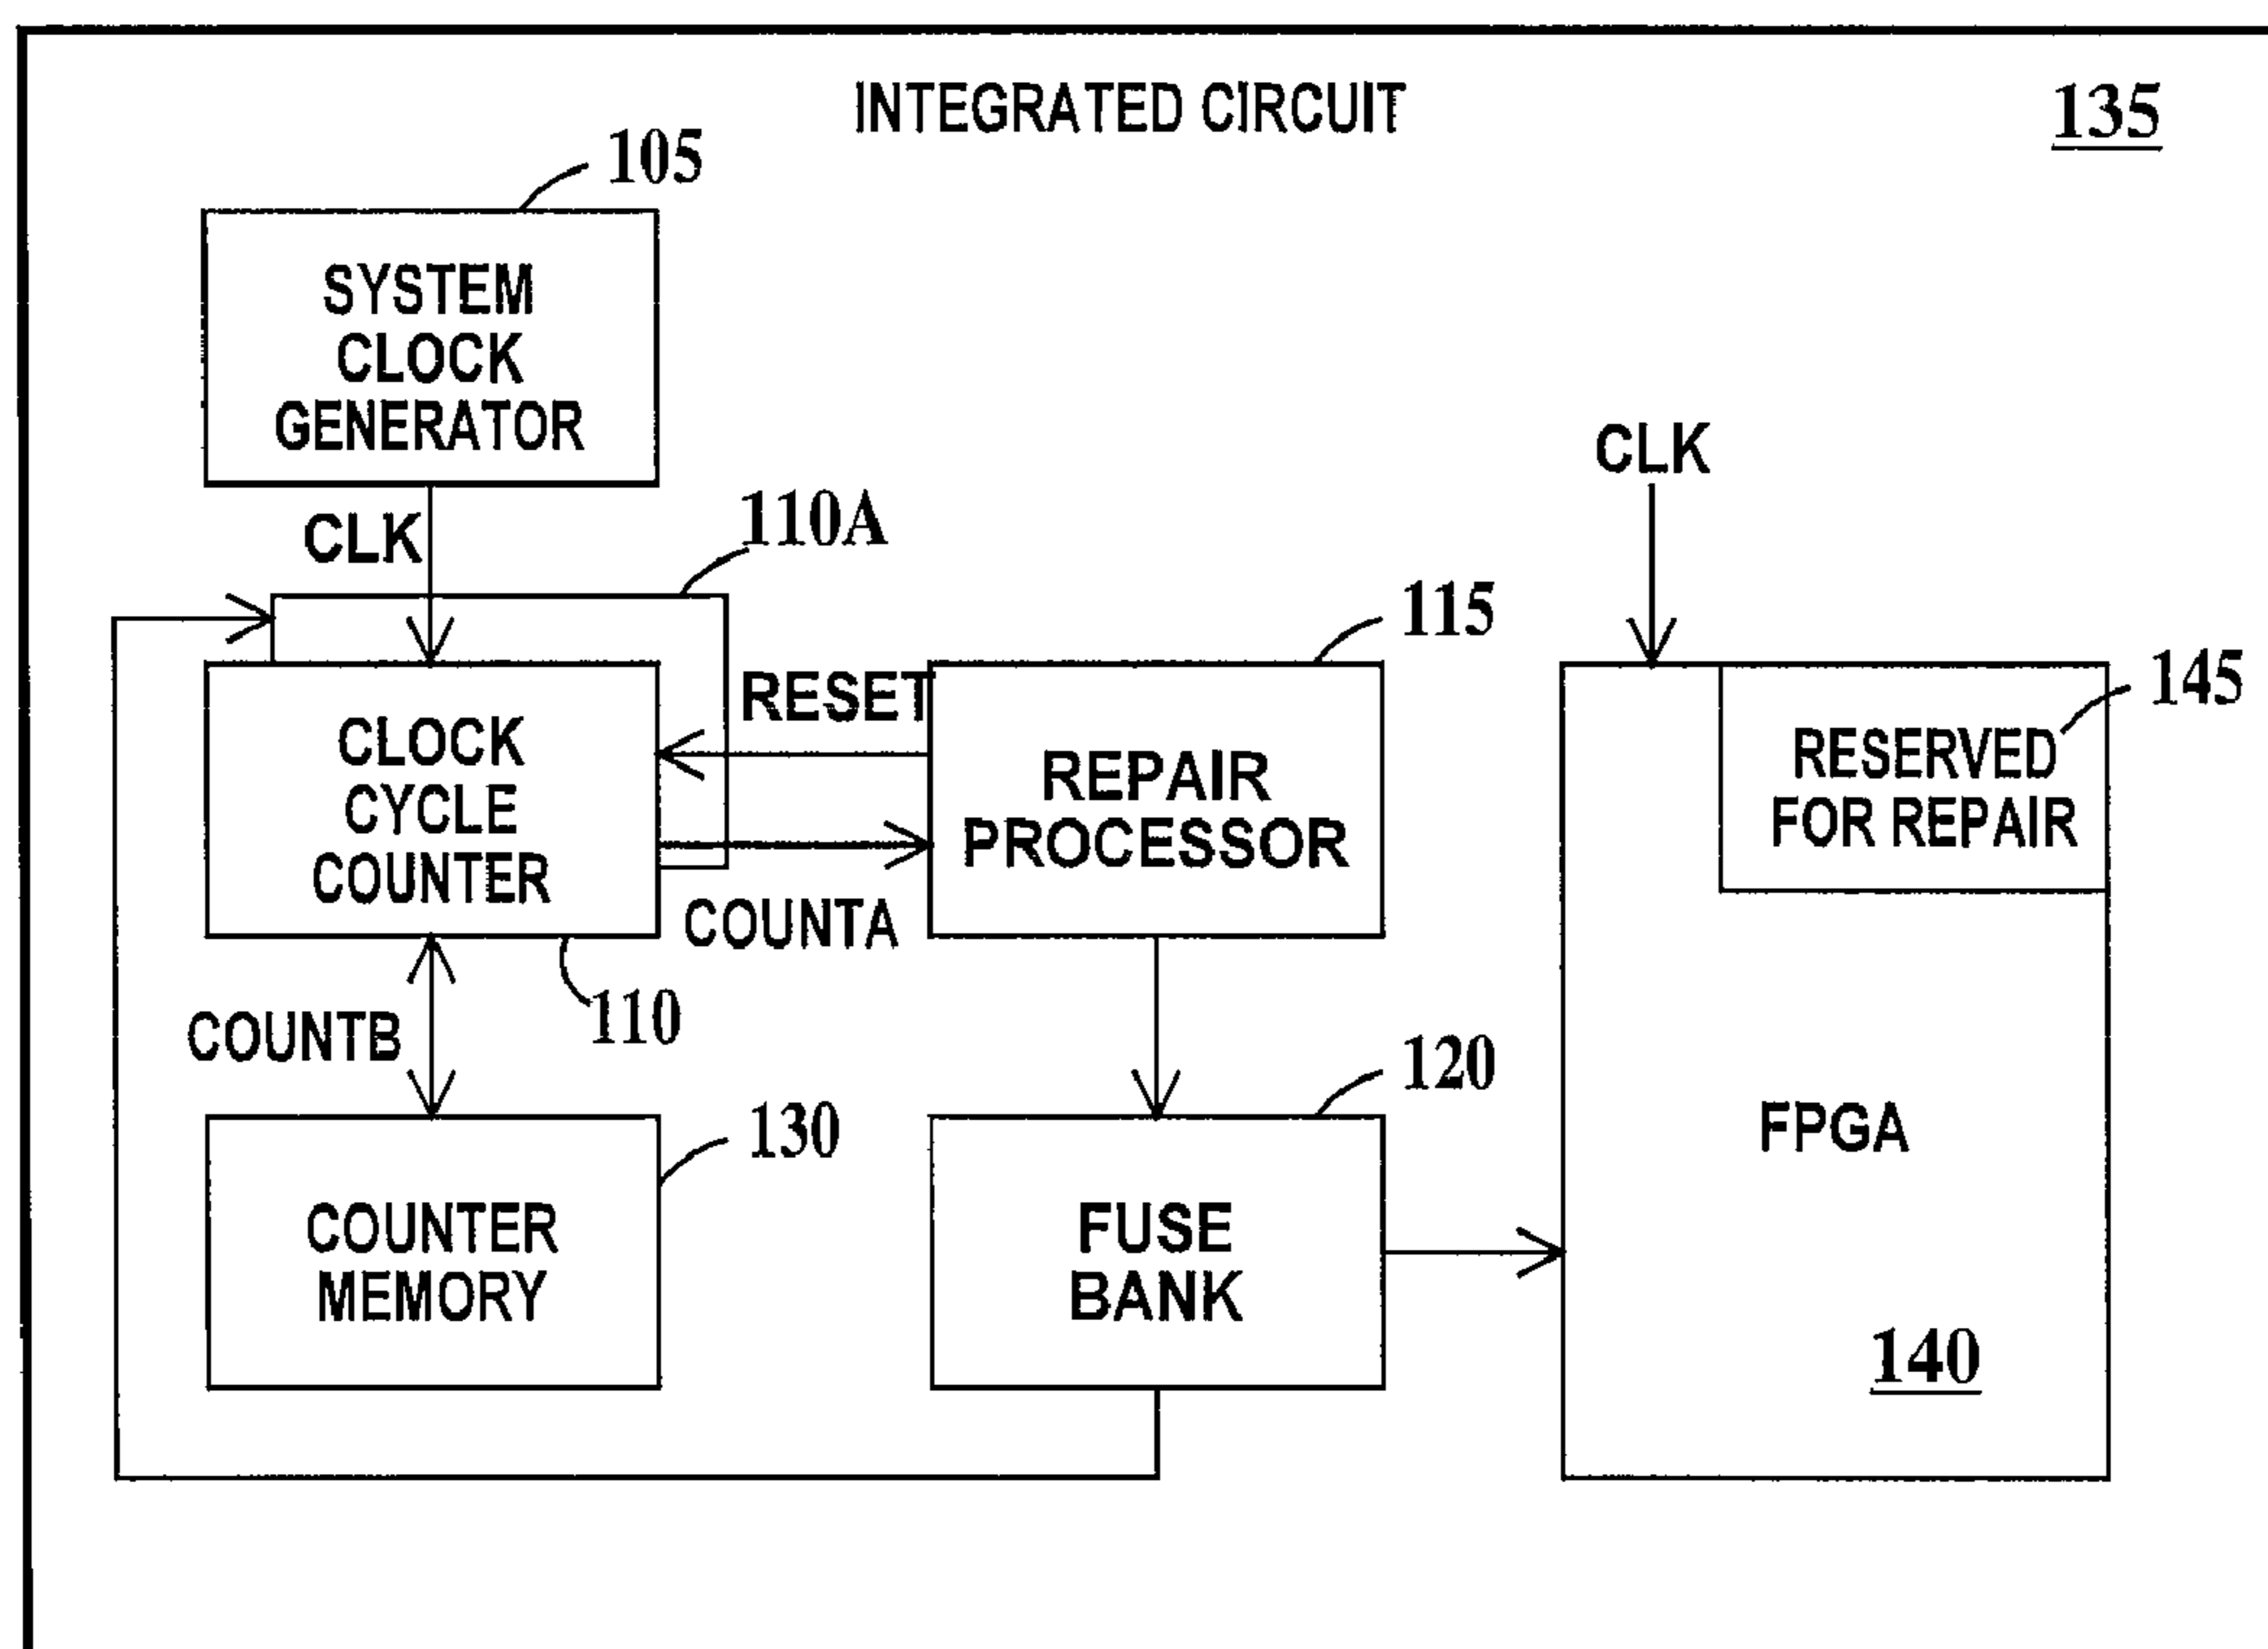 INTEGRATED CIRCUIT
135
105
SYSTEM
CLOCK
GENERATOR
CLK
110A
CLK
115
RESET
145
CLOCK
CYCLE
COUNTER
REPAIR
PROCESSOR
RESERVED
FOR REPAIR
COUNTA
110
COUNTB
120
130
FPGA
COUNTER
MEMORY
FUSE
BANK
140